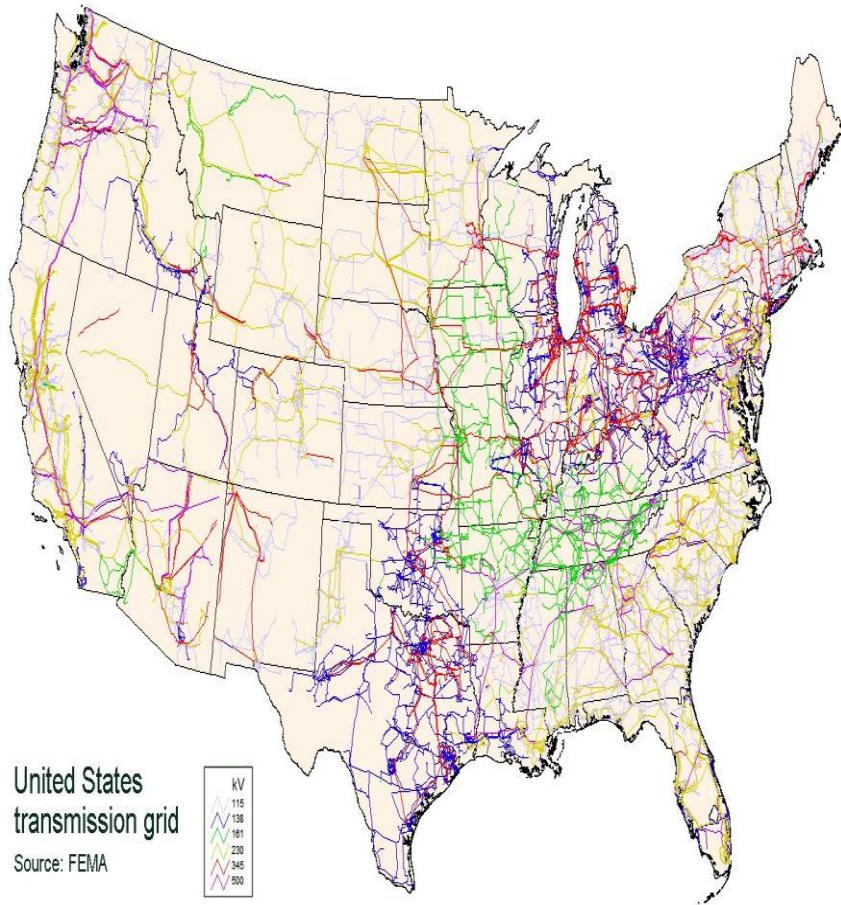 United States
transmission grid
Source: FEMA
kV
115
138
161
230
345
500